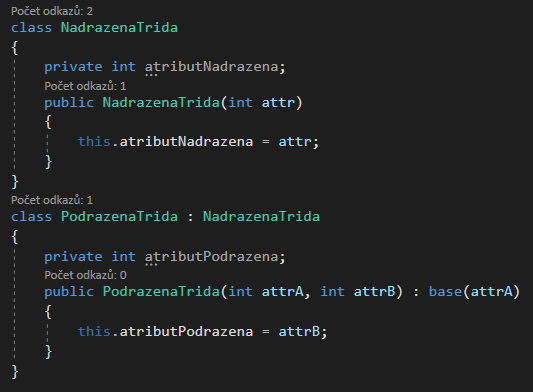 Počet odkazů: 2
class NadrazenaTrida
{
private int atributNadrazena;
Počet odkazů: 1
public NadrazenaTrida(int attr)
{
this.atributNadrazena = attr;
}
}
Počet odkazů: 1
class PodrazenaTrida : NadrazenaTrida
{
private int atributPodrazena;
Počet odkazů: 0
public PodrazenaTrida(int attrA, int attrB) : base(attrA)
{
this.atributPodrazena = attrB;
}
}